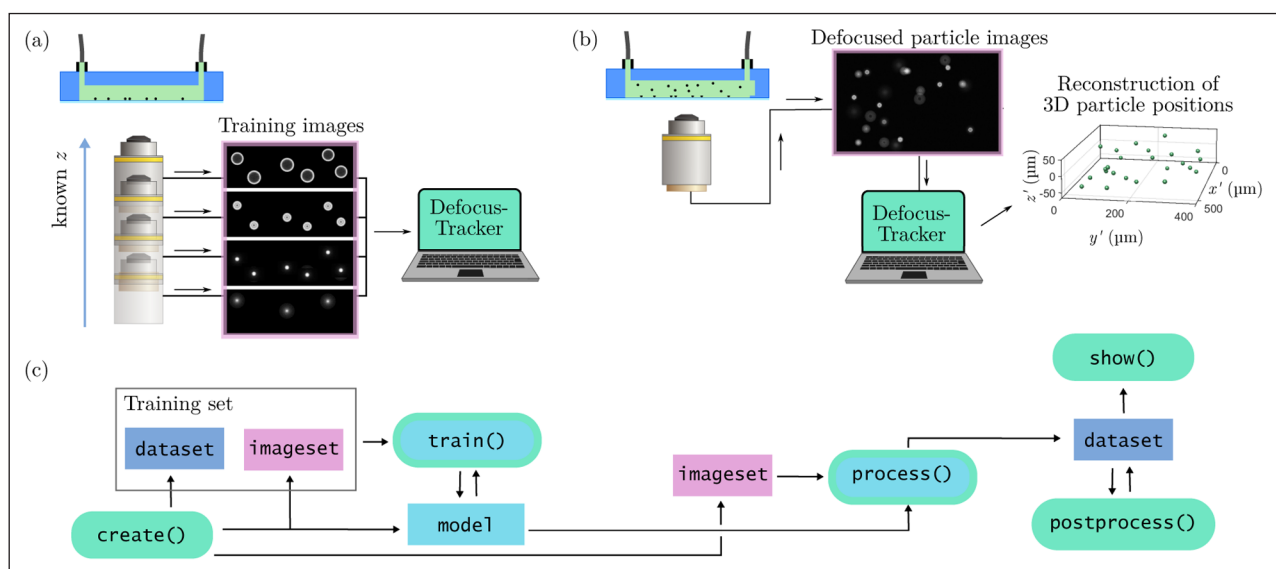 (a)
known z
Training images
Defocus-
Tracker
(b)
Defocused particle images
Defocus-
Tracker
Reconstruction of
3D particle positions
50
0
-50
z' (µm)
0
200
400
y' (µm)
0
500
x' (µm)
(c)
Training set
dataset
imageset
train()
create()
model
imageset
process()
show()
dataset
postprocess()